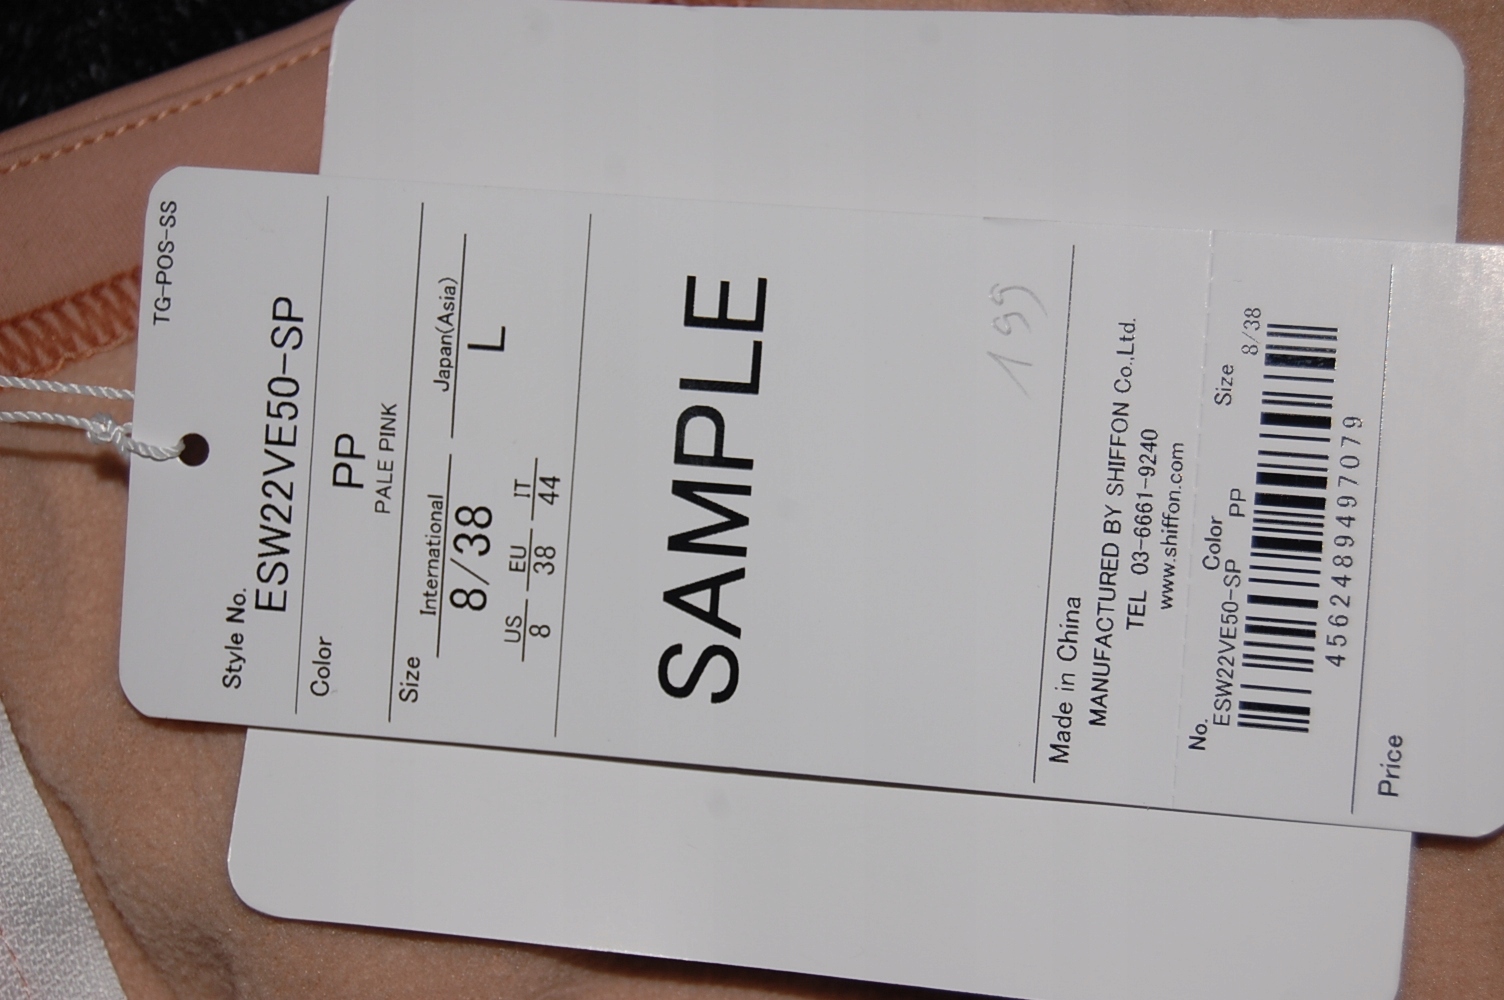 TG-POS-SS
Style No.
ESW22VE50-SP
Color
PP
PALE PINK
Size
International
Japan(Asia)
8/38
L
US EU IT
8 38 44
SAMPLE
199
Made in China
MANUFACTURED BY SHIFFON Co.,Ltd.
TEL 03-6661-9240
www.shiffon.com
No. Color Size
ESW22VE50-SP PP 8/38
4562489497079
Price